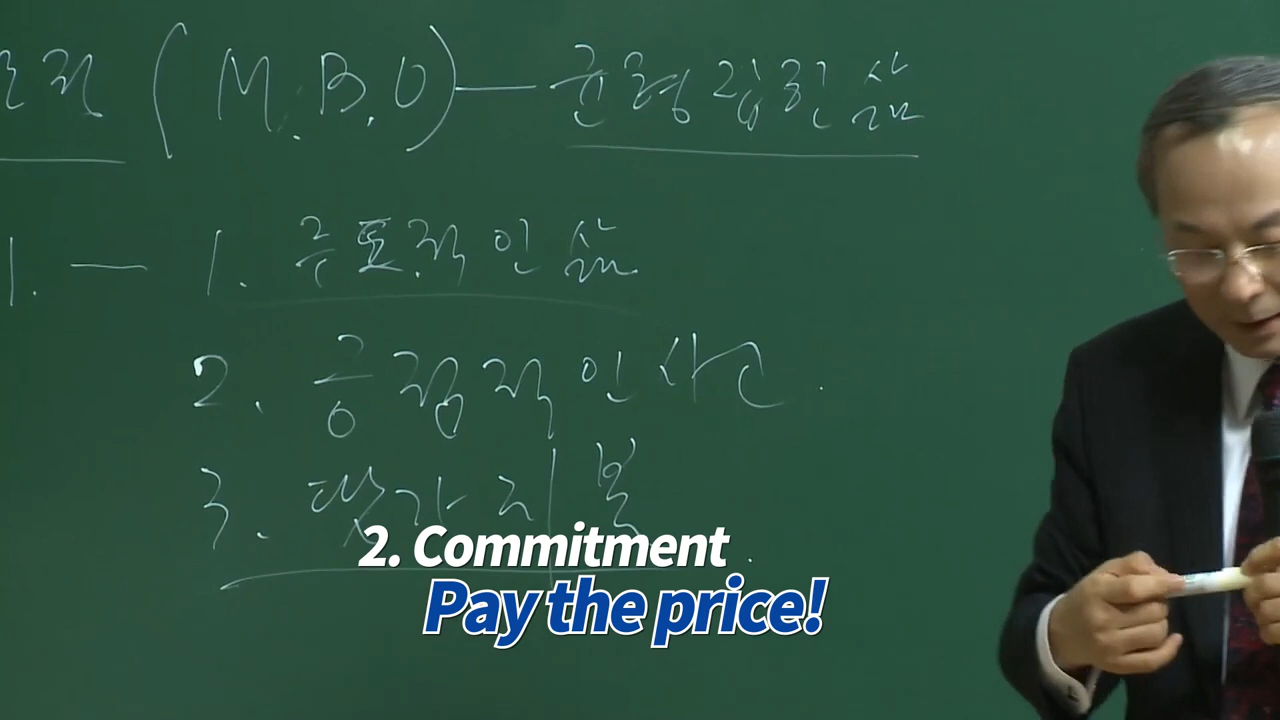 (M.B.O) — 균형잡힌 삶
1. — 1. 주도적인 삶
2. 긍정적인 사고.
3. 댓가 지불
2. Commitment
Pay the price!